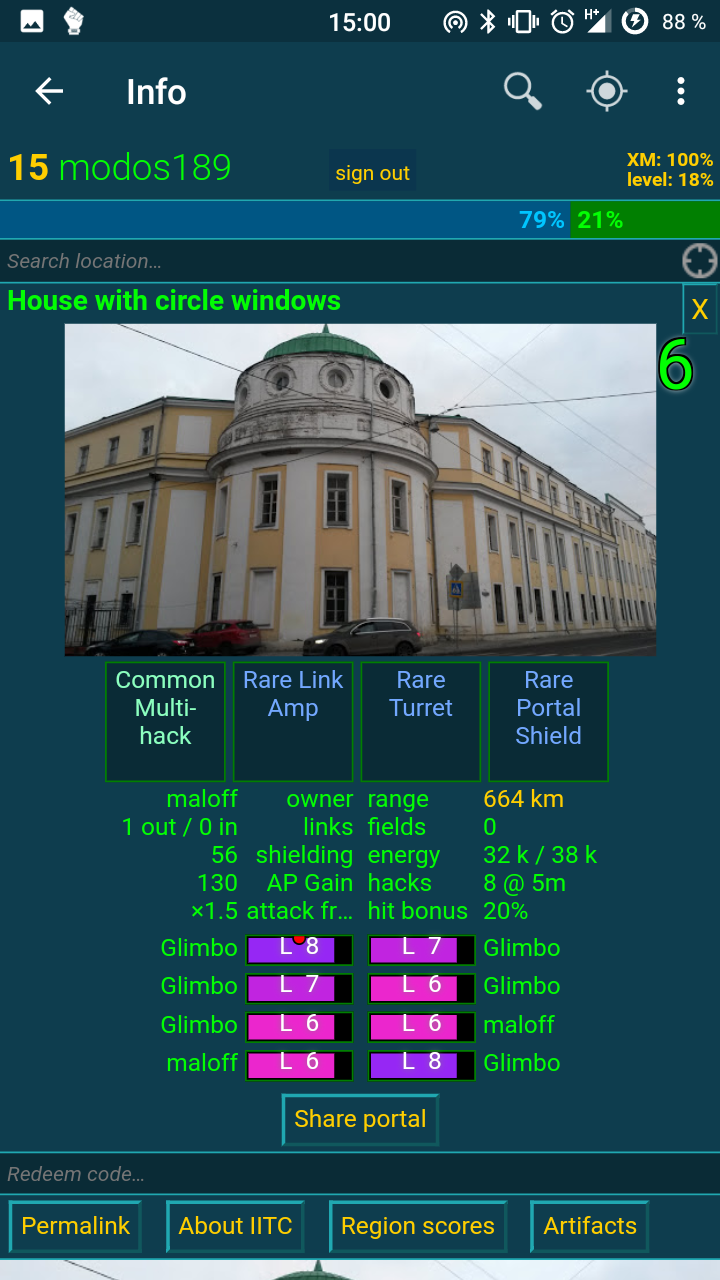 15:00
H+
88 %
Info
15 modos189
sign out
XM: 100%
level: 18%
79% 21%
Search location…
House with circle windows
X
6
Common Multi-hack
Rare Link Amp
Rare Turret
Rare Portal Shield
maloff owner range 664 km
1 out / 0 in links fields 0
56 shielding energy 32 k / 38 k
130 AP Gain hacks 8 @ 5m
×1.5 attack fr… hit bonus 20%
Glimbo L 8 L 7 Glimbo
Glimbo L 7 L 6 Glimbo
Glimbo L 6 L 6 maloff
maloff L 6 L 8 Glimbo
Share portal
Redeem code…
Permalink About IITC Region scores Artifacts